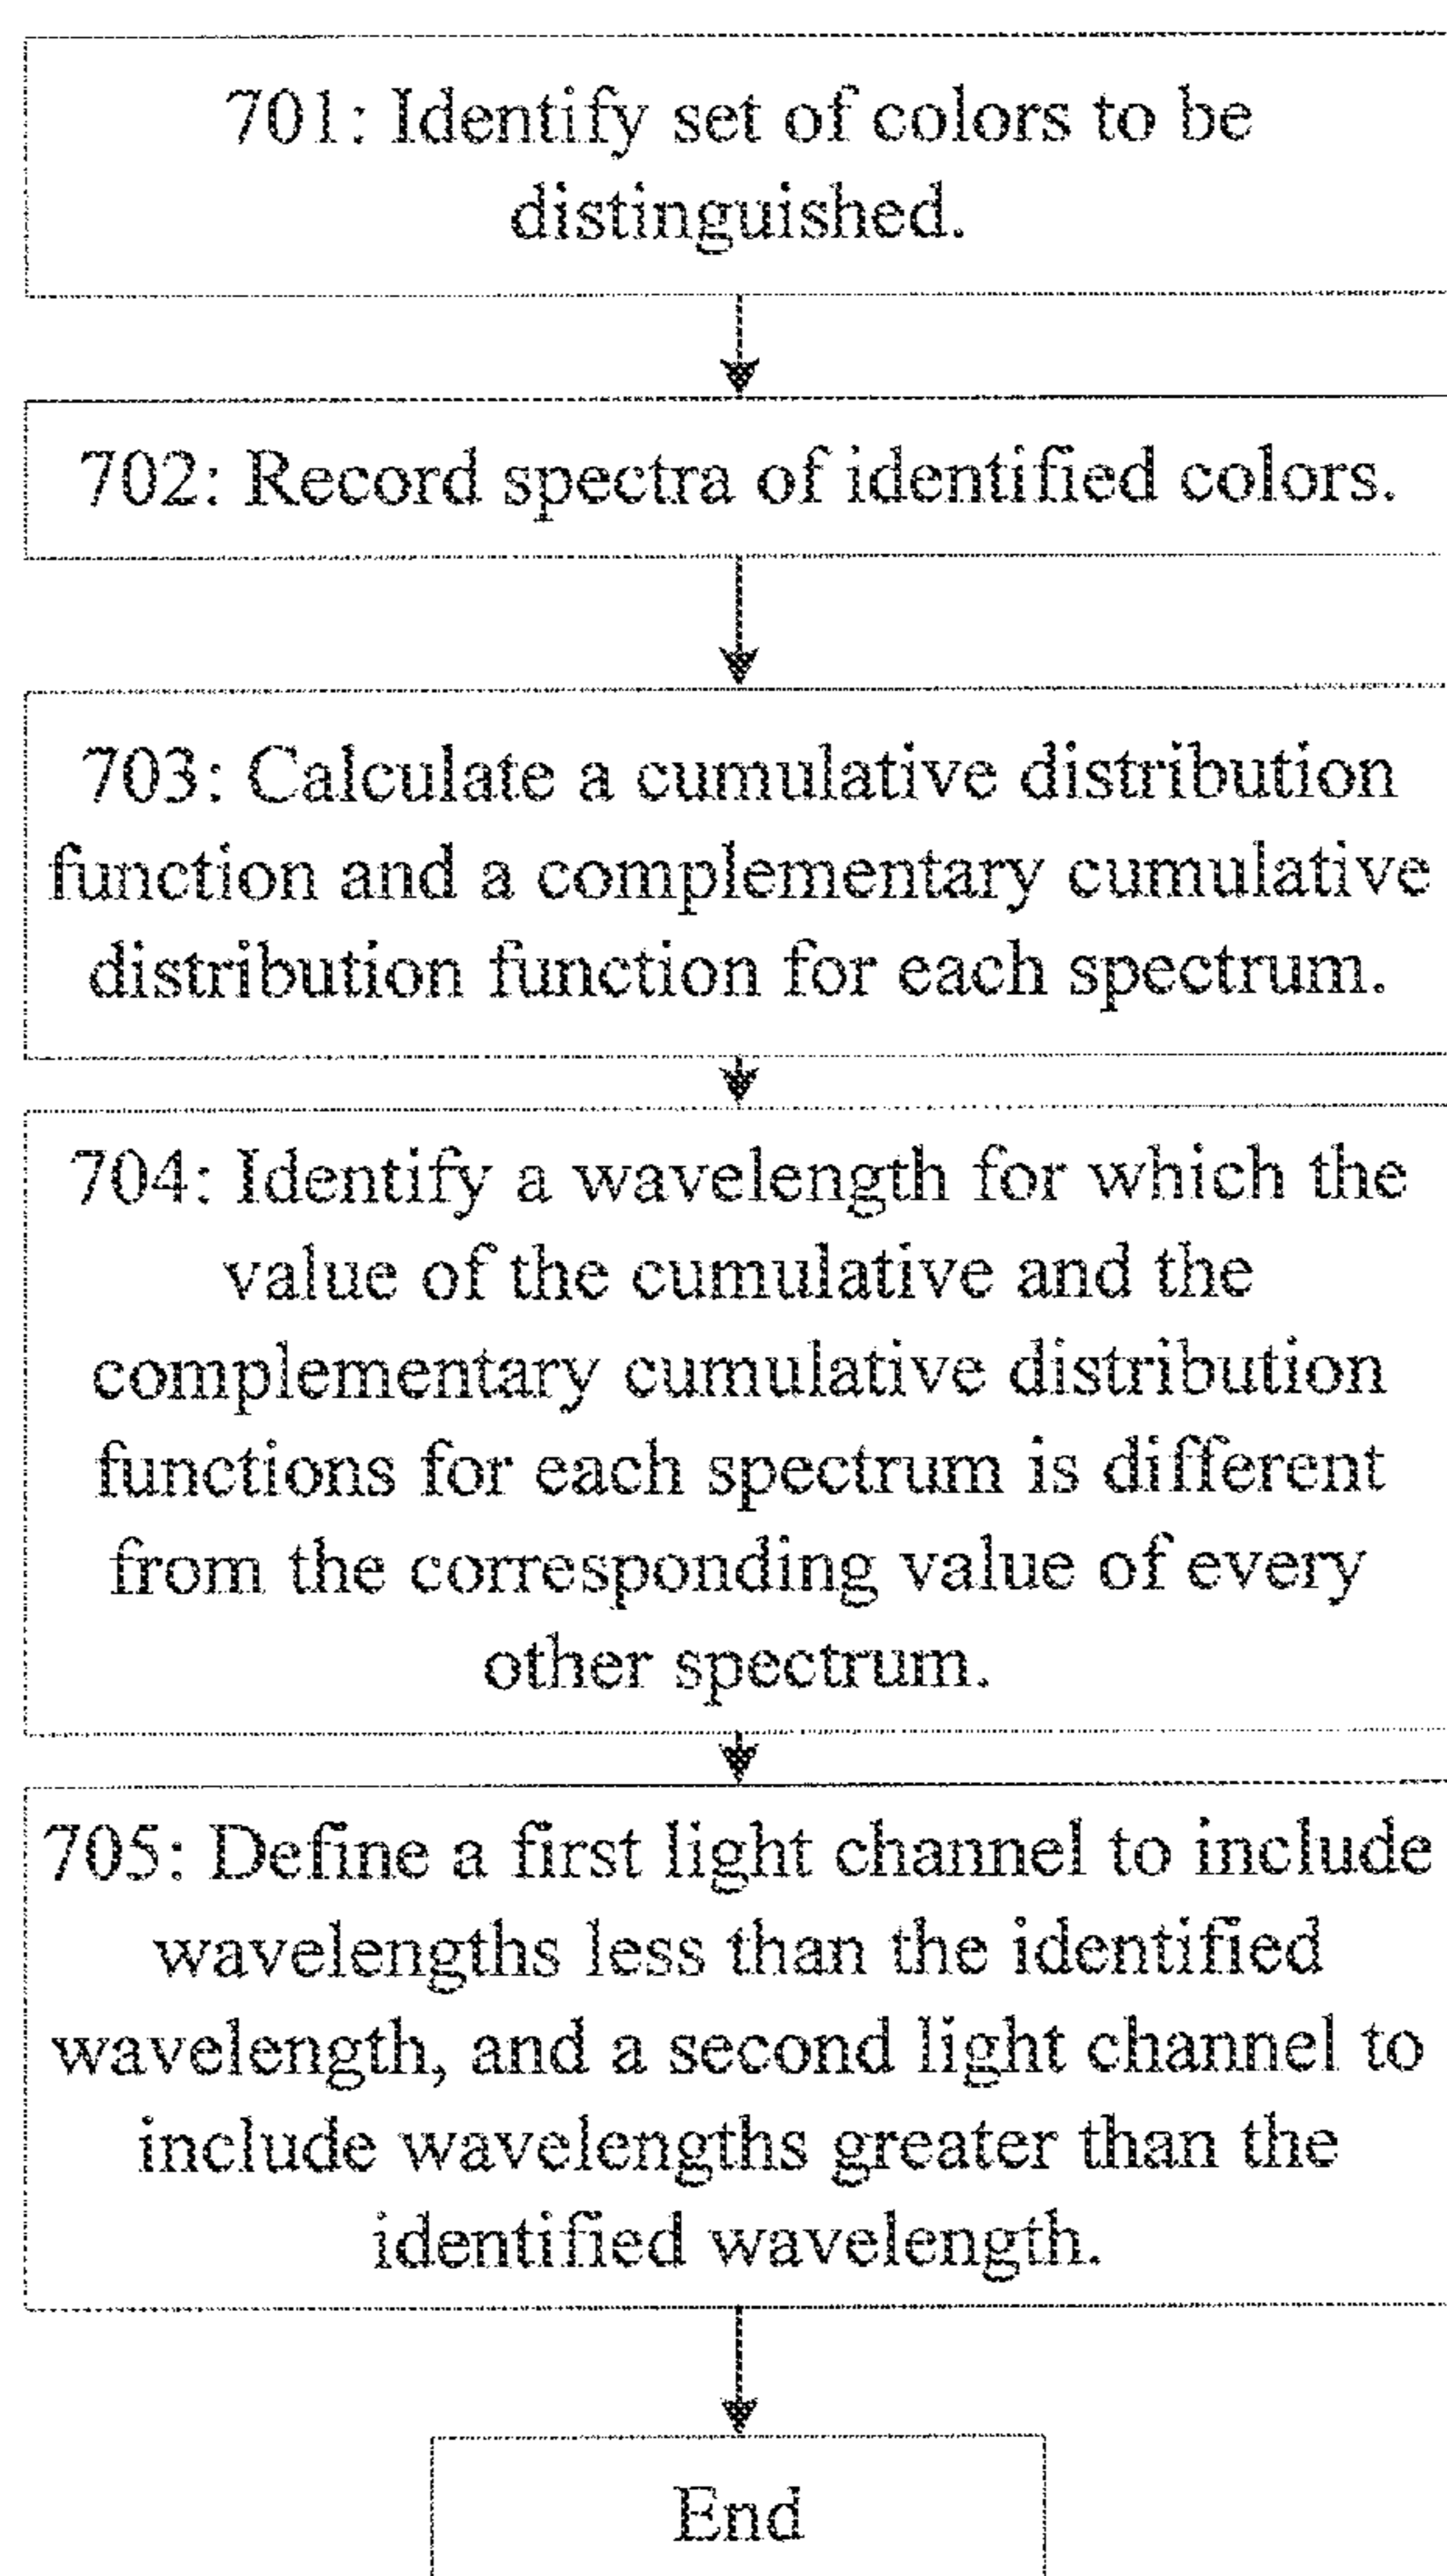 701: Identify set of colors to be
distinguished.
702: Record spectra of identified colors.
703: Calculate a cumulative distribution
function and a complementary cumulative
distribution function for each spectrum.
704: Identify a wavelength for which the
value of the cumulative and the
complementary cumulative distribution
functions for each spectrum is different
from the corresponding value of every
other spectrum.
705: Define a first light channel to include
wavelengths less than the identified
wavelength, and a second light channel to
include wavelengths greater than the
identified wavelength.
End